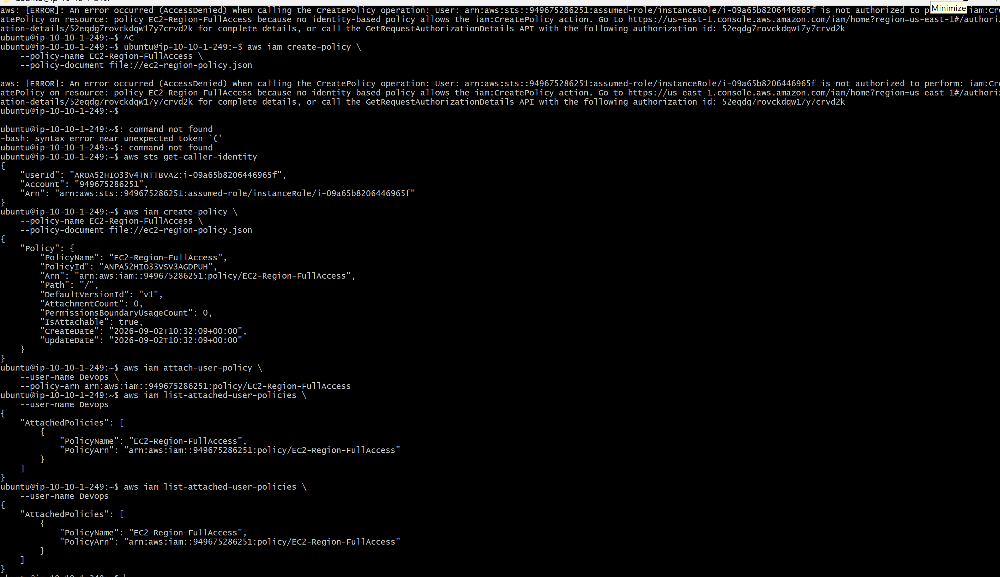 ubuntu@ip-10-10-1-249:
Minimize
aws: [ERROR]: An error occurred (AccessDenied) when calling the CreatePolicy operation: User: arn:aws:sts::949675286251:assumed-role/instanceRole/i-09a65b8206446965f is not authorized to iam:Cre
atePolicy on resource: policy EC2-Region-FullAccess because no identity-based policy allows the iam:CreatePolicy action. Go to https://us-east-1.console.aws.amazon.com/iam/home?region=us-east-1#/authoriz
ation-details/52eqdg7rovckdqw17y7crvd2k for complete details, or call the GetRequestAuthorizationDetails API with the following authorization id: 52eqdg7rovckdqw17y7crvd2k
ubuntu@ip-10-10-1-249:~$ ^C
ubuntu@ip-10-10-1-249:~$ ubuntu@ip-10-10-1-249:~$ aws iam create-policy \
    --policy-name EC2-Region-FullAccess \
    --policy-document file://ec2-region-policy.json
aws: [ERROR]: An error occurred (AccessDenied) when calling the CreatePolicy operation: User: arn:aws:sts::949675286251:assumed-role/instanceRole/i-09a65b8206446965f is not authorized to perform: iam:Cre
atePolicy on resource: policy EC2-Region-FullAccess because no identity-based policy allows the iam:CreatePolicy action. Go to https://us-east-1.console.aws.amazon.com/iam/home?region=us-east-1#/authoriz
ation-details/52eqdg7rovckdqw17y7crvd2k for complete details, or call the GetRequestAuthorizationDetails API with the following authorization id: 52eqdg7rovckdqw17y7crvd2k
ubuntu@ip-10-10-1-249:~$
ubuntu@ip-10-10-1-249:~$: command not found
-bash: syntax error near unexpected token `('
ubuntu@ip-10-10-1-249:~$: command not found
ubuntu@ip-10-10-1-249:~$ aws sts get-caller-identity
{
    "UserId": "AROA52HIO33V4TNTTBVAZ:i-09a65b8206446965f",
    "Account": "949675286251",
    "Arn": "arn:aws:sts::949675286251:assumed-role/instanceRole/i-09a65b8206446965f"
}
ubuntu@ip-10-10-1-249:~$ aws iam create-policy \
    --policy-name EC2-Region-FullAccess \
    --policy-document file://ec2-region-policy.json
{
    "Policy": {
        "PolicyName": "EC2-Region-FullAccess",
        "PolicyId": "ANPA52HIO33VSV3AGDPUH",
        "Arn": "arn:aws:iam::949675286251:policy/EC2-Region-FullAccess",
        "Path": "/",
        "DefaultVersionId": "v1",
        "AttachmentCount": 0,
        "PermissionsBoundaryUsageCount": 0,
        "IsAttachable": true,
        "CreateDate": "2026-09-02T10:32:09+00:00",
        "UpdateDate": "2026-09-02T10:32:09+00:00"
    }
}
ubuntu@ip-10-10-1-249:~$ aws iam attach-user-policy \
    --user-name Devops \
    --policy-arn arn:aws:iam::949675286251:policy/EC2-Region-FullAccess
ubuntu@ip-10-10-1-249:~$ aws iam list-attached-user-policies \
    --user-name Devops
{
    "AttachedPolicies": [
        {
            "PolicyName": "EC2-Region-FullAccess",
            "PolicyArn": "arn:aws:iam::949675286251:policy/EC2-Region-FullAccess"
        }
    ]
}
ubuntu@ip-10-10-1-249:~$ aws iam list-attached-user-policies \
    --user-name Devops
{
    "AttachedPolicies": [
        {
            "PolicyName": "EC2-Region-FullAccess",
            "PolicyArn": "arn:aws:iam::949675286251:policy/EC2-Region-FullAccess"
        }
    ]
}
ubuntu@ip-10-10-1-249:~$